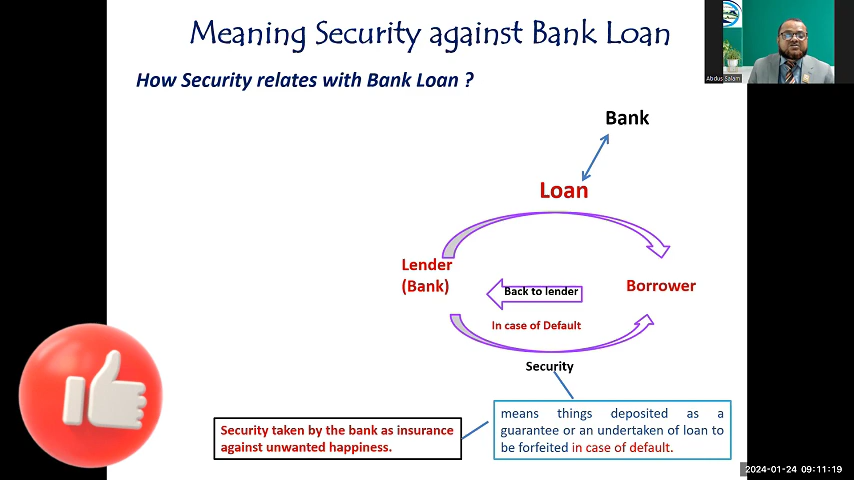 Meaning Security against Bank Loan
How Security relates with Bank Loan ?
Abdus Salam
Bank
Loan
Lender
(Bank)
Back to lender
Borrower
In case of Default
Security
means things deposited as a
guarantee or an undertaken of loan to
be forfeited in case of default.
Security taken by the bank as insurance
against unwanted happiness.
2024-01-24 09:11:19